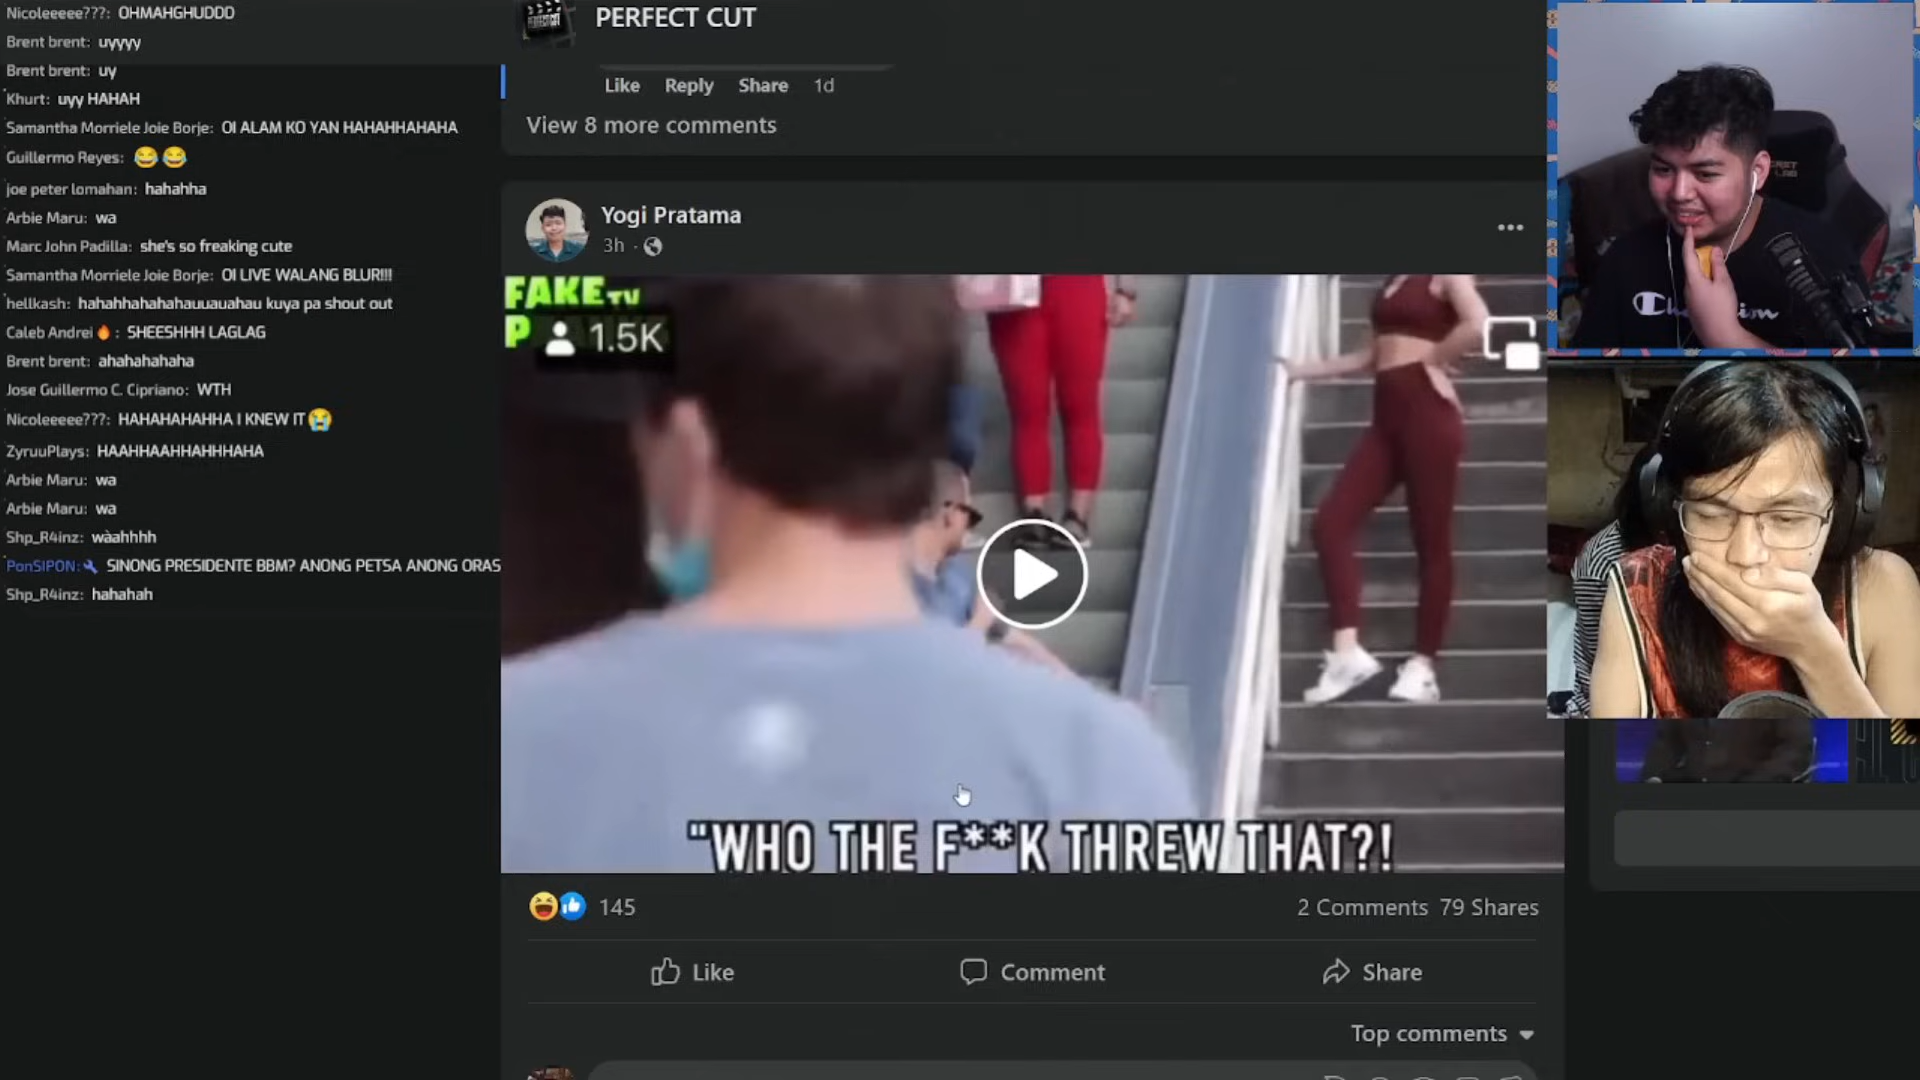 Nicoleeeee???: OHMAHGHUDDD
Brent brent: uyyyy
Brent brent: uy
Khurt: uyy HAHAH
Samantha Morriele Joie Borje: OI ALAM KO YAN HAHAHHAHAHA
Guillermo Reyes: 😂 😂
joe peter lomahan: hahahha
Arbie Maru: wa
Marc John Padilla: she's so freaking cute
Samantha Morriele Joie Borje: OI LIVE WALANG BLUR!!!
hellkash: hahahhahahahauuauahau kuya pa shout out
Caleb Andrei🔥: SHEESHHH LAGLAG
Brent brent: ahahahahaha
Jose Guillermo C. Cipriano: WTH
Nicoleeeee???: HAHAHAHAHHA I KNEW IT😭
ZyruuPlays: HAAHHAAHHAHHHAHA
Arbie Maru: wa
Arbie Maru: wa
Shp_R4inz: wàahhhh
PonSIPON:🔧 SINONG PRESIDENTE BBM? ANONG PETSA ANONG ORAS
Shp_R4inz: hahahah
PERFECT CUT
Like Reply Share 1d
View 8 more comments
Yogi Pratama
3h ·
FAKE TV
P 1.5K
"WHO THE F**K THREW THAT?!
145
2 Comments 79 Shares
Like Comment Share
Top comments
Champion